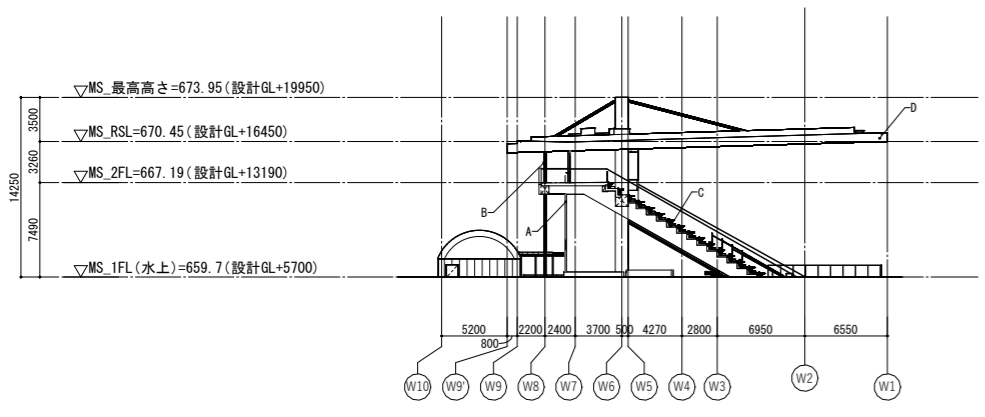 ▽MS_最高高さ=673.95(設計GL+19950)
▽MS_RSL=670.45(設計GL+16450)
▽MS_2FL=667.19(設計GL+13190)
▽MS_1FL(水上)=659.7(設計GL+5700)
14250
3500
3260
7490
D
B
A
C
5200
800
2200
2400
3700
500
4270
2800
6950
6550
W10
W9'
W9
W8
W7
W6
W5
W4
W3
W2
W1